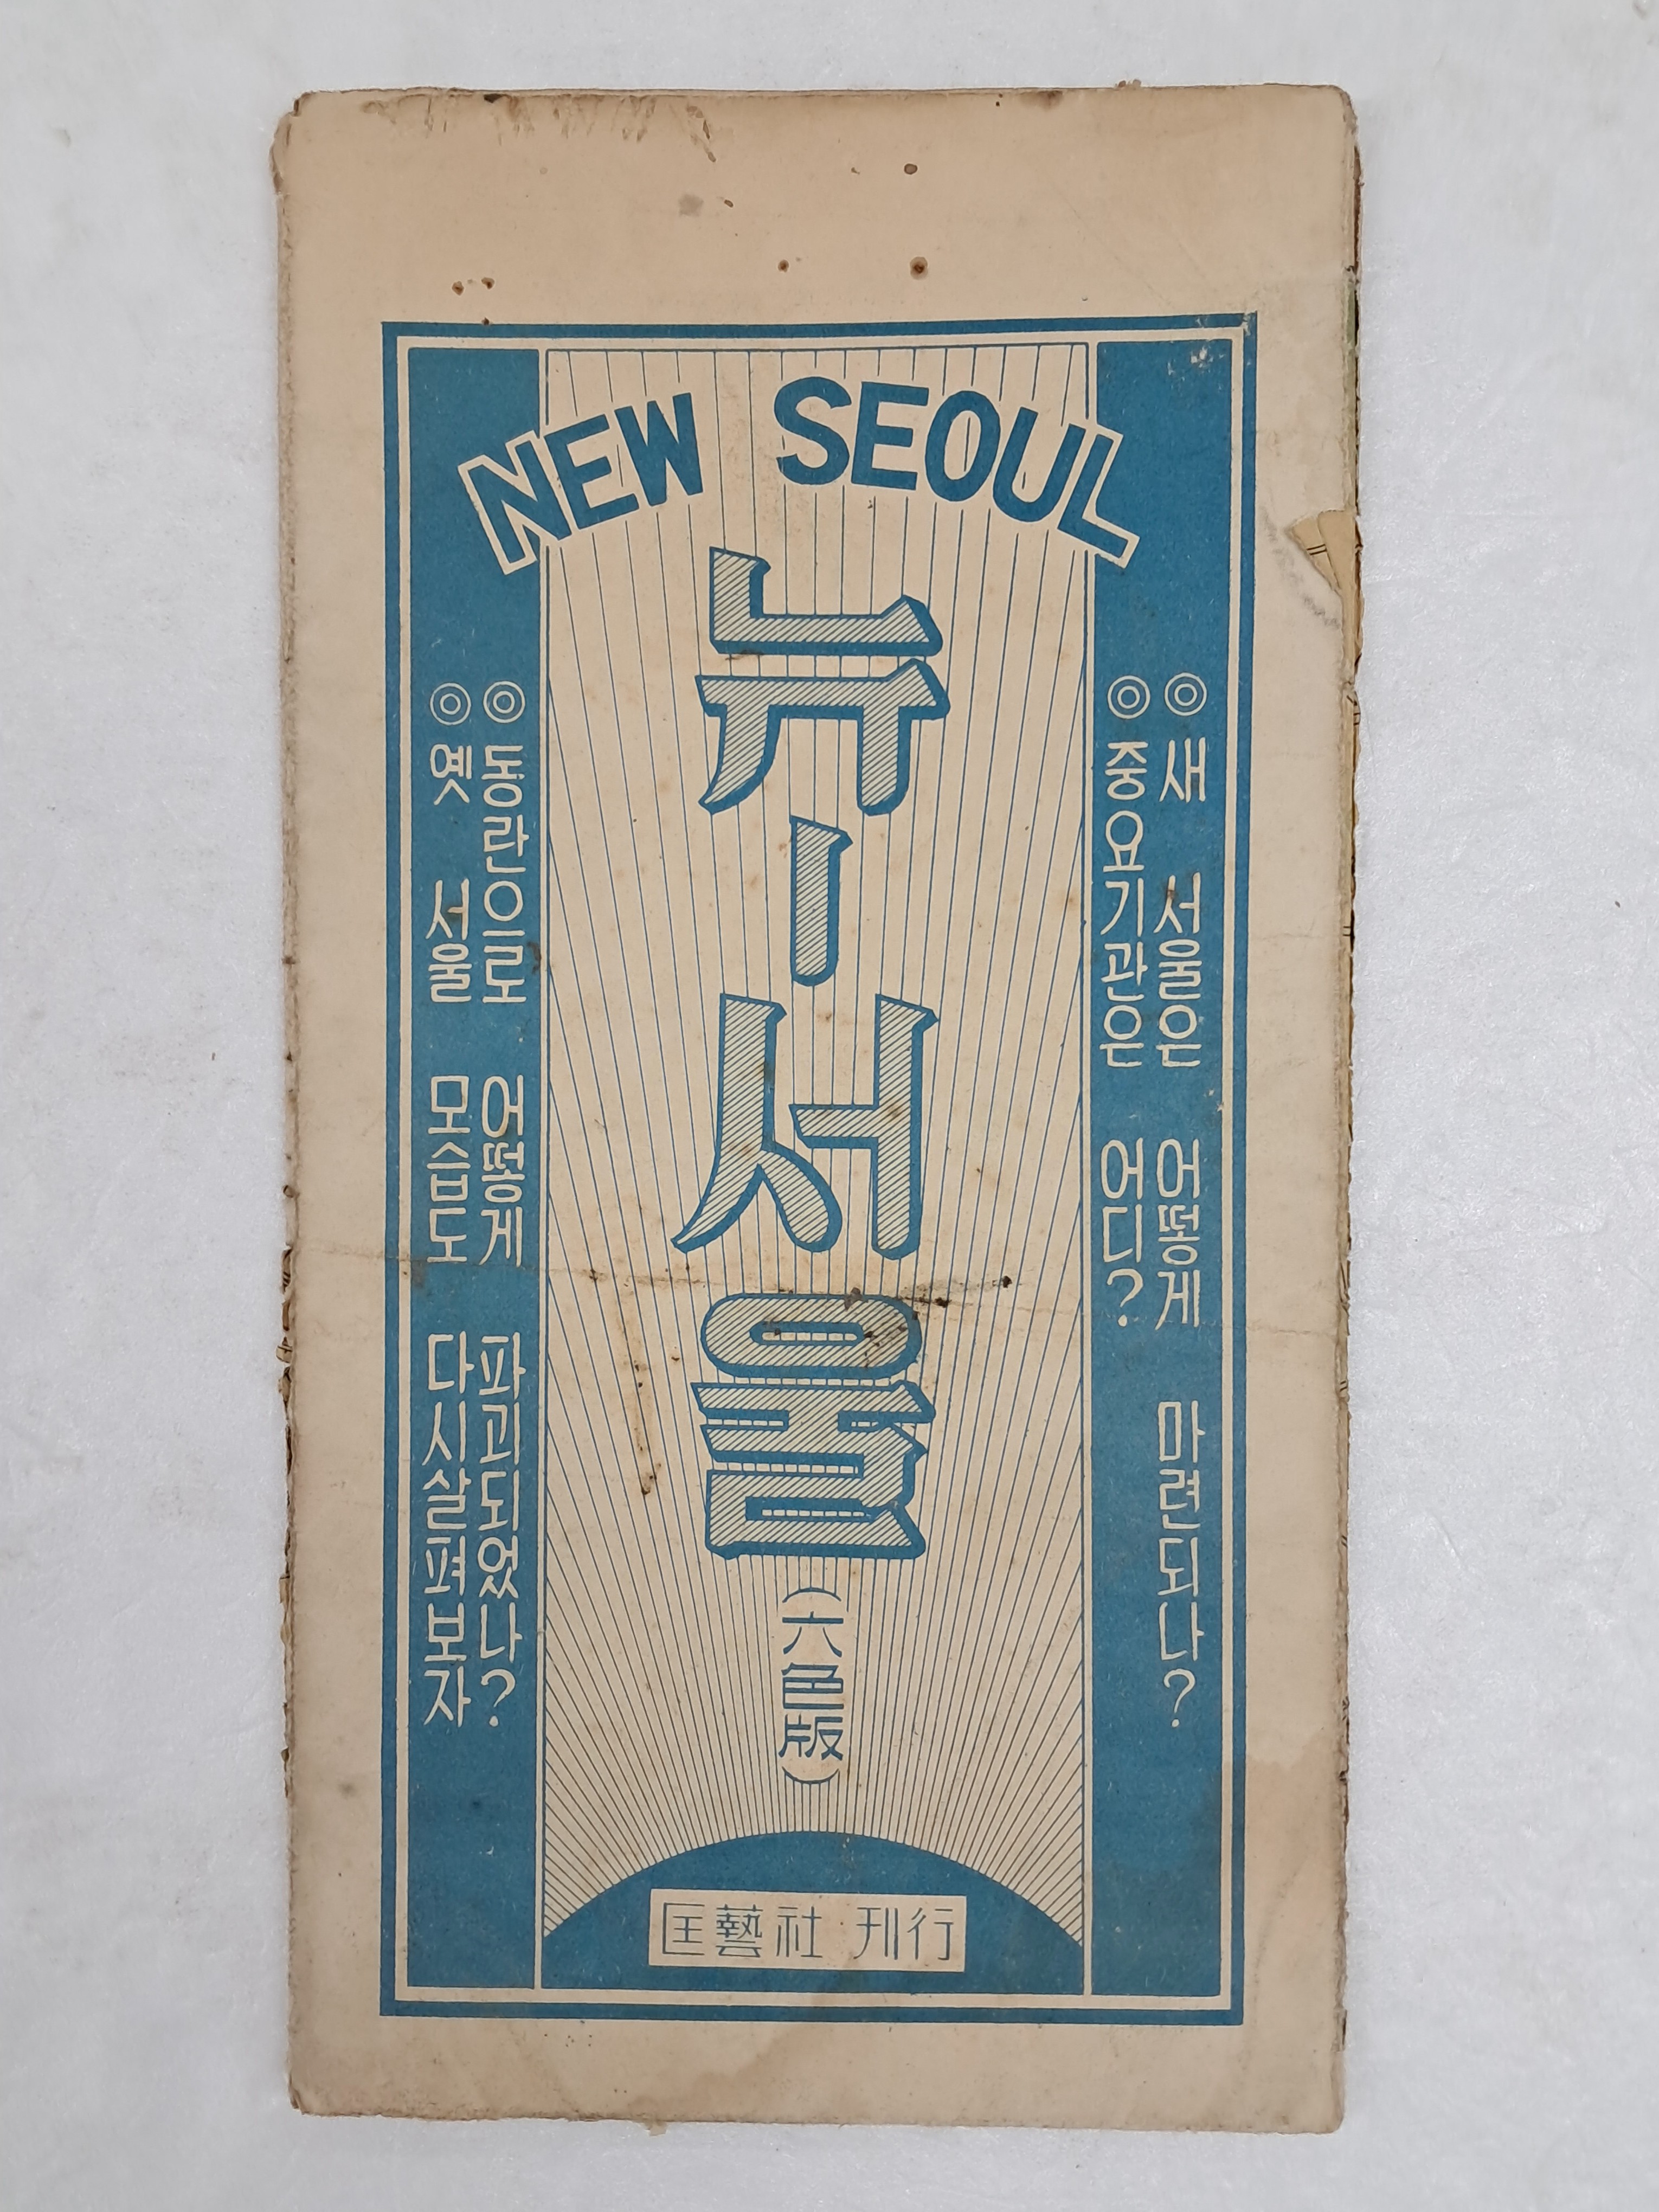 NEW SEOUL
뉴ー서울
(六色版)
◎새 서울은 어떻게 마련되나?
◎중요기관은 어디?
◎동란으로 어떻게 파괴되었나?
◎옛 서울 모습도 다시살펴보자
匡藝社 刊行